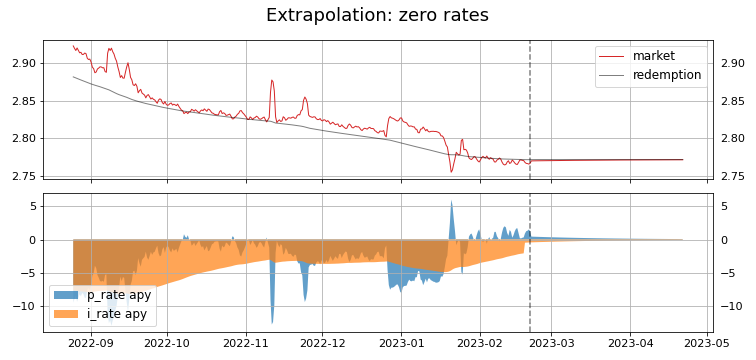 Extrapolation: zero rates
2.90 2.90
2.85 2.85
2.80 2.80
2.75 2.75
market
redemption
5 5
0 0
−5 −5
−10 −10
p_rate apy
i_rate apy
2022-09 2022-10 2022-11 2022-12 2023-01 2023-02 2023-03 2023-04 2023-05